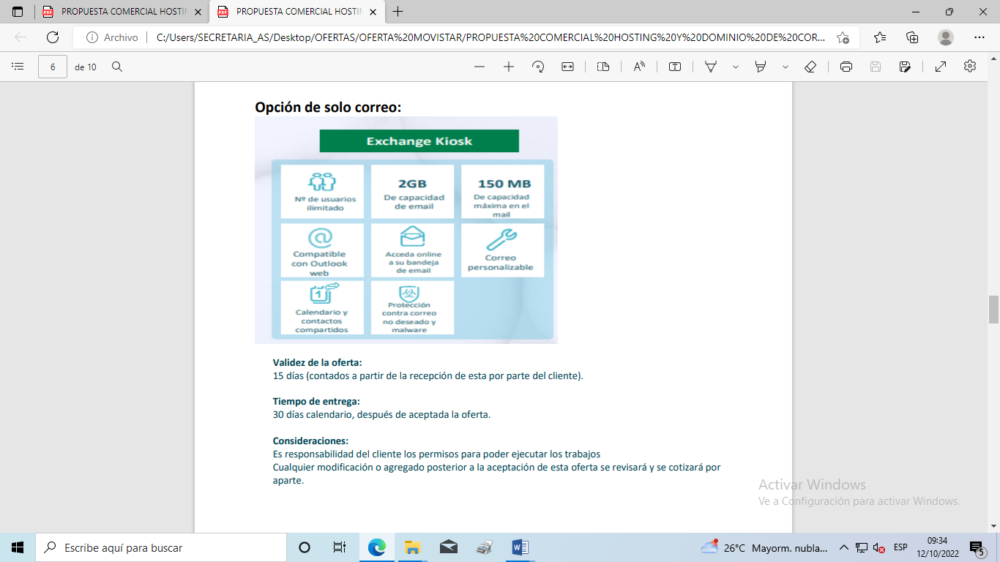 PROPUESTA COMERCIAL HOSTIN
PROPUESTA COMERCIAL HOSTIN
Archivo
C:/Users/SECRETARIA_AS/Desktop/OFERTAS/OFERTA%20MOVISTAR/PROPUESTA%20COMERCIAL%20HOSTING%20Y%20DOMINIO%20DE%20COR...
6 de 10
Opción de solo correo:
Exchange Kiosk
Nº de usuarios
ilimitado
2GB
De capacidad
de email
150 MB
De capacidad
máxima en el
mail
Compatible
con Outlook
web
Acceda online
a su bandeja
de email
Correo
personalizable
1
Calendario y
contactos
compartidos
Protección
contra correo
no deseado y
malware
Validez de la oferta:
15 días (contados a partir de la recepción de esta por parte del cliente).
Tiempo de entrega:
30 días calendario, después de aceptada la oferta.
Consideraciones:
Es responsabilidad del cliente los permisos para poder ejecutar los trabajos
Cualquier modificación o agregado posterior a la aceptación de esta oferta se revisará y se cotizará por
aparte.
Activar Windows
Ve a Configuración para activar Windows.
Escribe aquí para buscar
26°C Mayorm. nubla...
ESP
09:34
12/10/2022
5